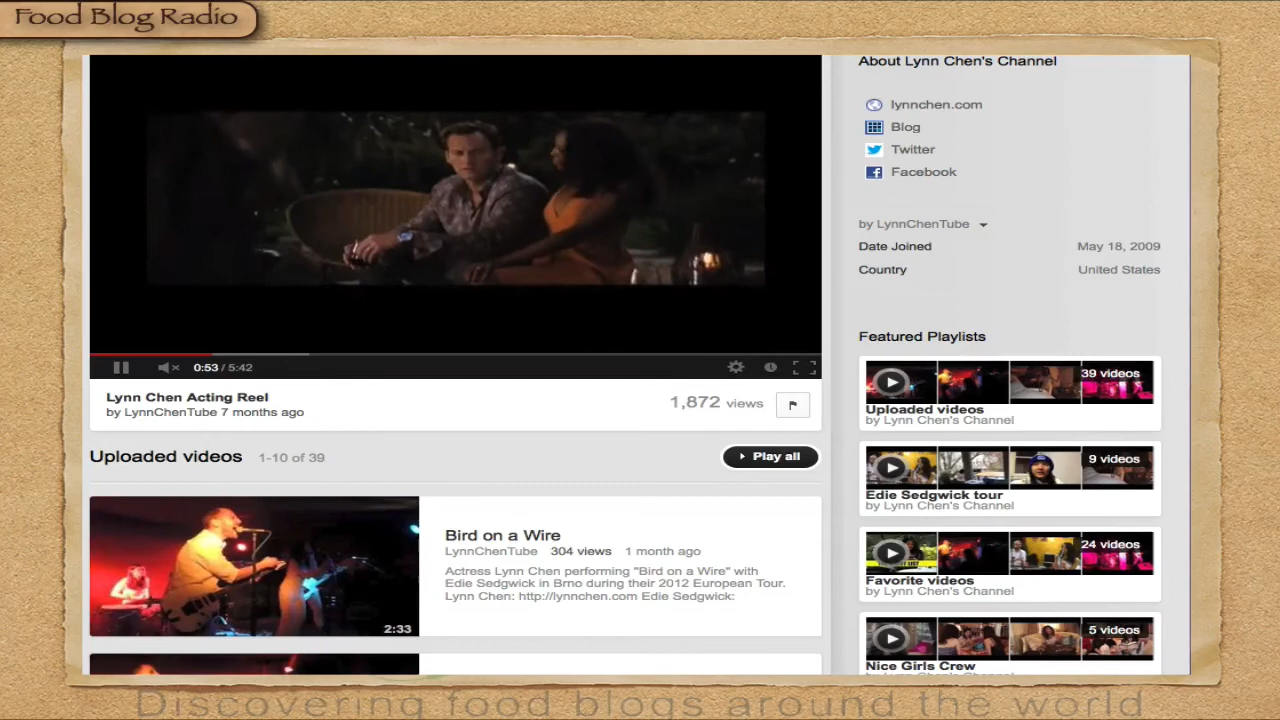 Food Blog Radio
About Lynn Chen's Channel
lynnchen.com
Blog
Twitter
Facebook
by LynnChenTube
Date Joined May 18, 2009
Country United States
0:53 / 5:42
Lynn Chen Acting Reel
by LynnChenTube 7 months ago
1,872 views
Uploaded videos 1-10 of 39
Play all
Bird on a Wire
LynnChenTube 304 views 1 month ago
Actress Lynn Chen performing "Bird on a Wire" with
Edie Sedgwick in Brno during their 2012 European Tour.
Lynn Chen: http://lynnchen.com Edie Sedgwick:
2:33
Featured Playlists
39 videos
Uploaded videos
by Lynn Chen's Channel
9 videos
Edie Sedgwick tour
by Lynn Chen's Channel
24 videos
Favorite videos
by Lynn Chen's Channel
5 videos
Nice Girls Crew
by Lynn Chen's Channel
Discovering food blogs around the world